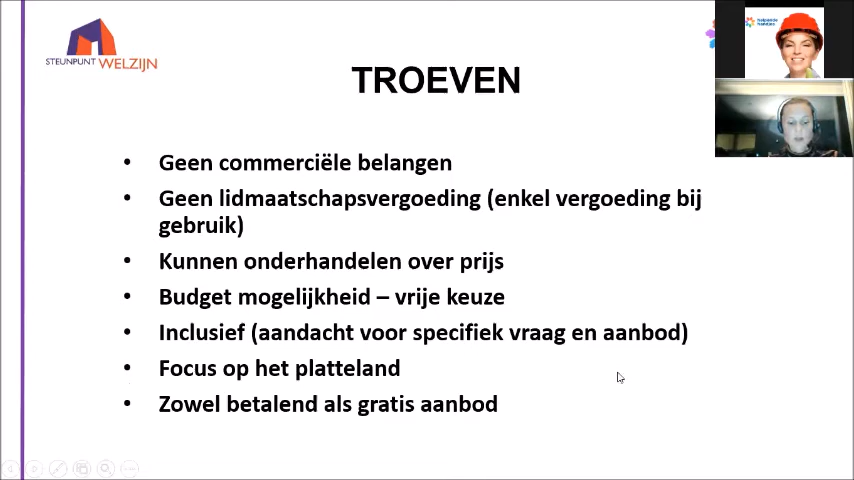 STEUNPUNT WELZIJN
TROEVEN
• Geen commerciële belangen
• Geen lidmaatschapsvergoeding (enkel vergoeding bij
gebruik)
• Kunnen onderhandelen over prijs
• Budget mogelijkheid – vrije keuze
• Inclusief (aandacht voor specifiek vraag en aanbod)
• Focus op het platteland
• Zowel betalend als gratis aanbod